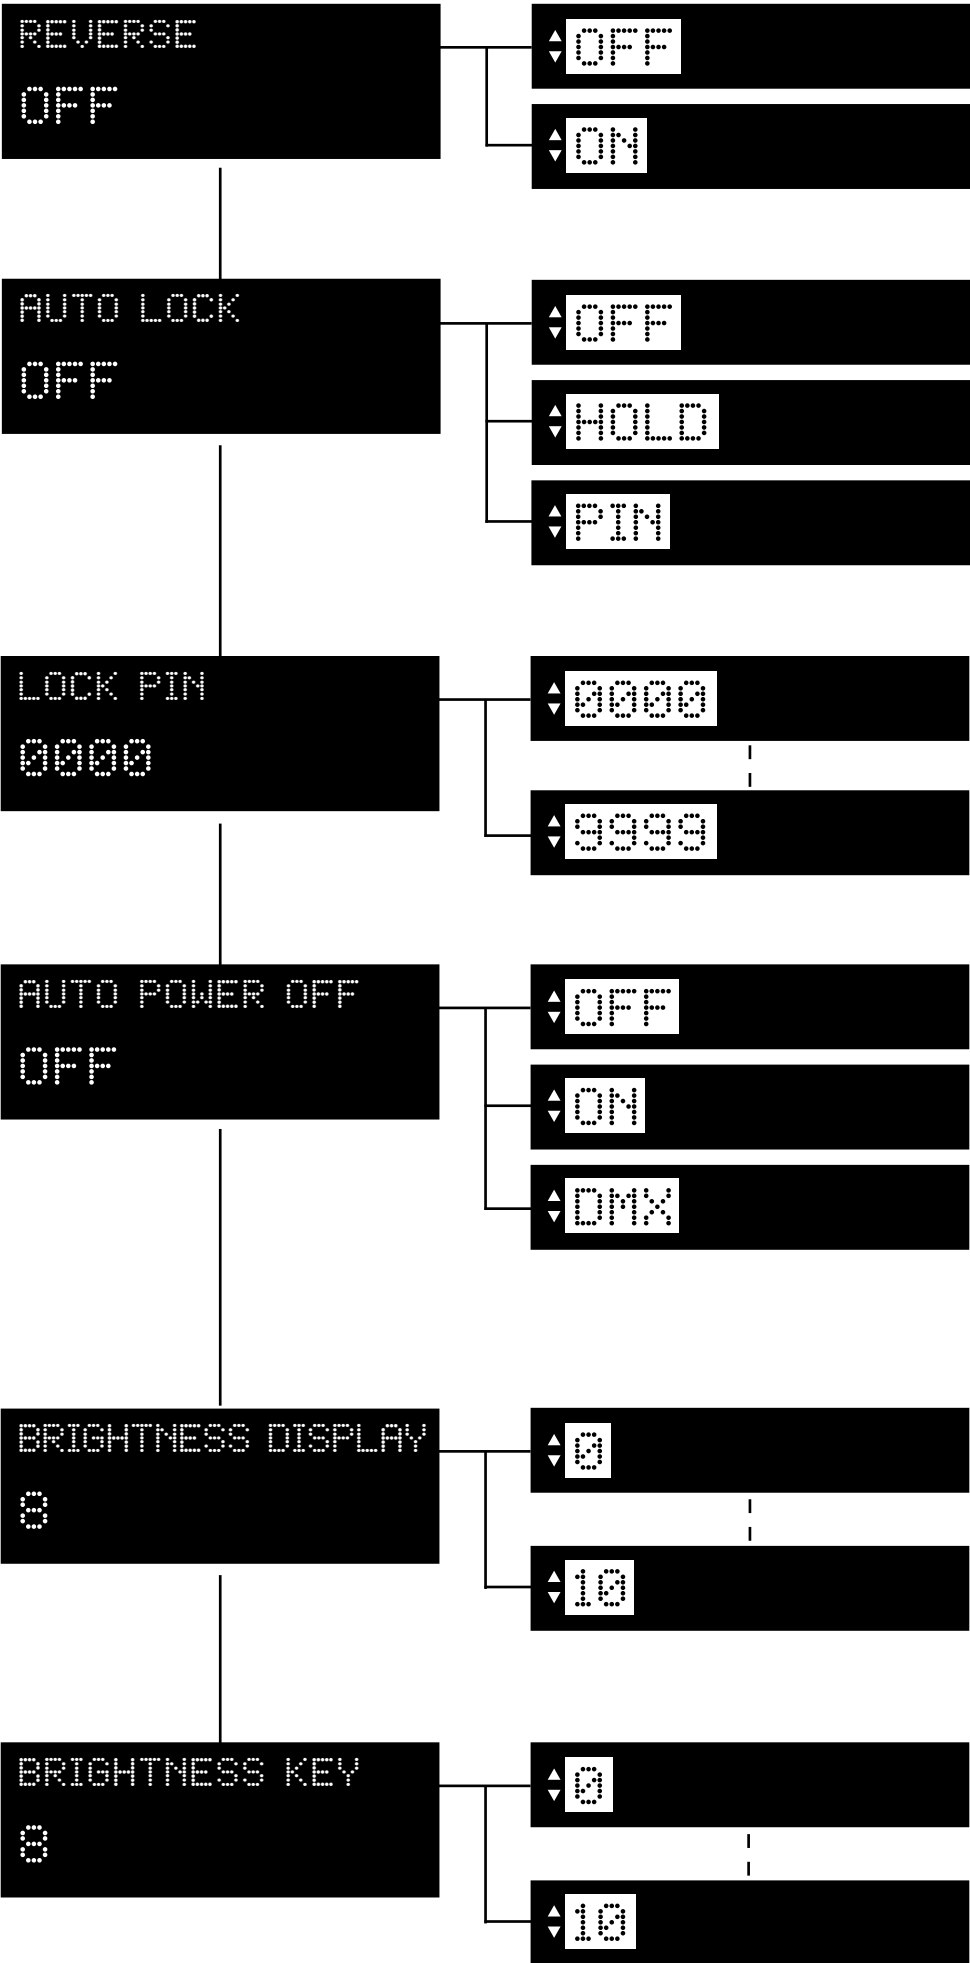 REVERSE
OFF
OFF
ON
AUTO LOCK
OFF
OFF
HOLD
PIN
LOCK PIN
0000
0000
9999
AUTO POWER OFF
OFF
OFF
ON
DMX
BRIGHTNESS DISPLAY
8
0
10
BRIGHTNESS KEY
8
0
10